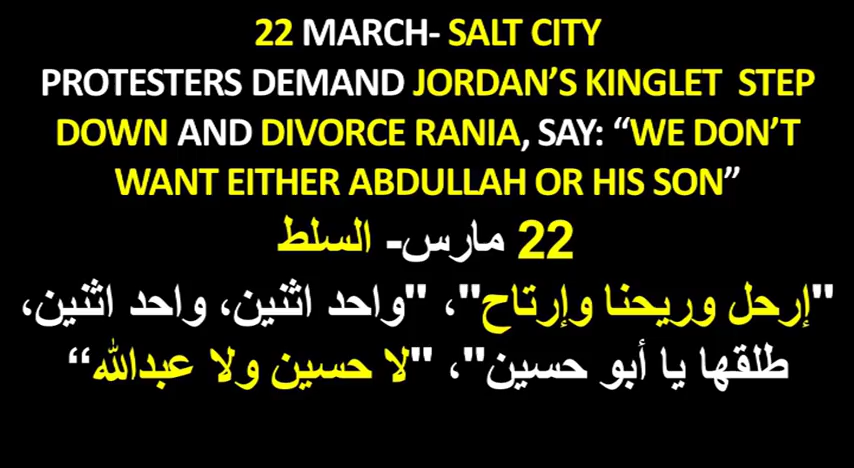 22 MARCH- SALT CITY
PROTESTERS DEMAND JORDAN’S KINGLET STEP
DOWN AND DIVORCE RANIA, SAY: “WE DON’T
WANT EITHER ABDULLAH OR HIS SON”
22 مارس- السلط
"إرحل وريحنا وإرتاح"، "واحد اثنين، واحد اثنين،
طلقها يا أبو حسين"، "لا حسين ولا عبدالله“